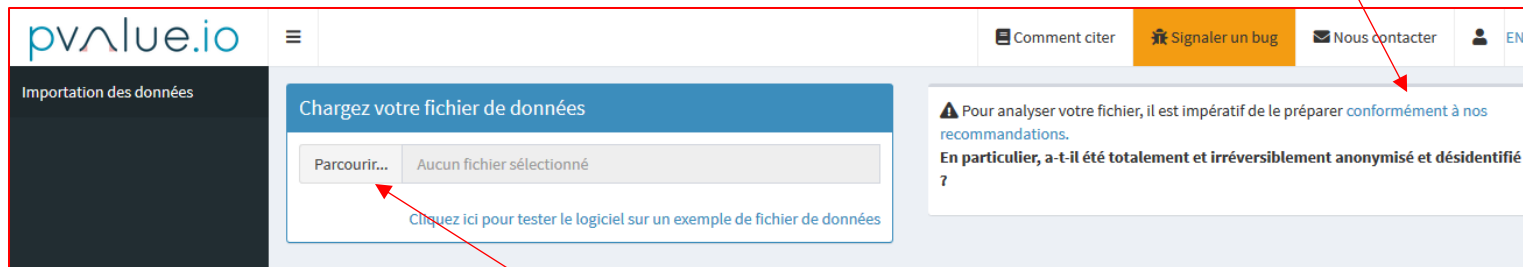 pvalue.io
Comment citer
Signaler un bug
Nous contacter
EN
Importation des données
Chargez votre fichier de données
Parcourir...
Aucun fichier sélectionné
Cliquez ici pour tester le logiciel sur un exemple de fichier de données
Pour analyser votre fichier, il est impératif de le préparer conformément à nos
recommandations.
En particulier, a-t-il été totalement et irréversiblement anonymisé et désidentifié
?